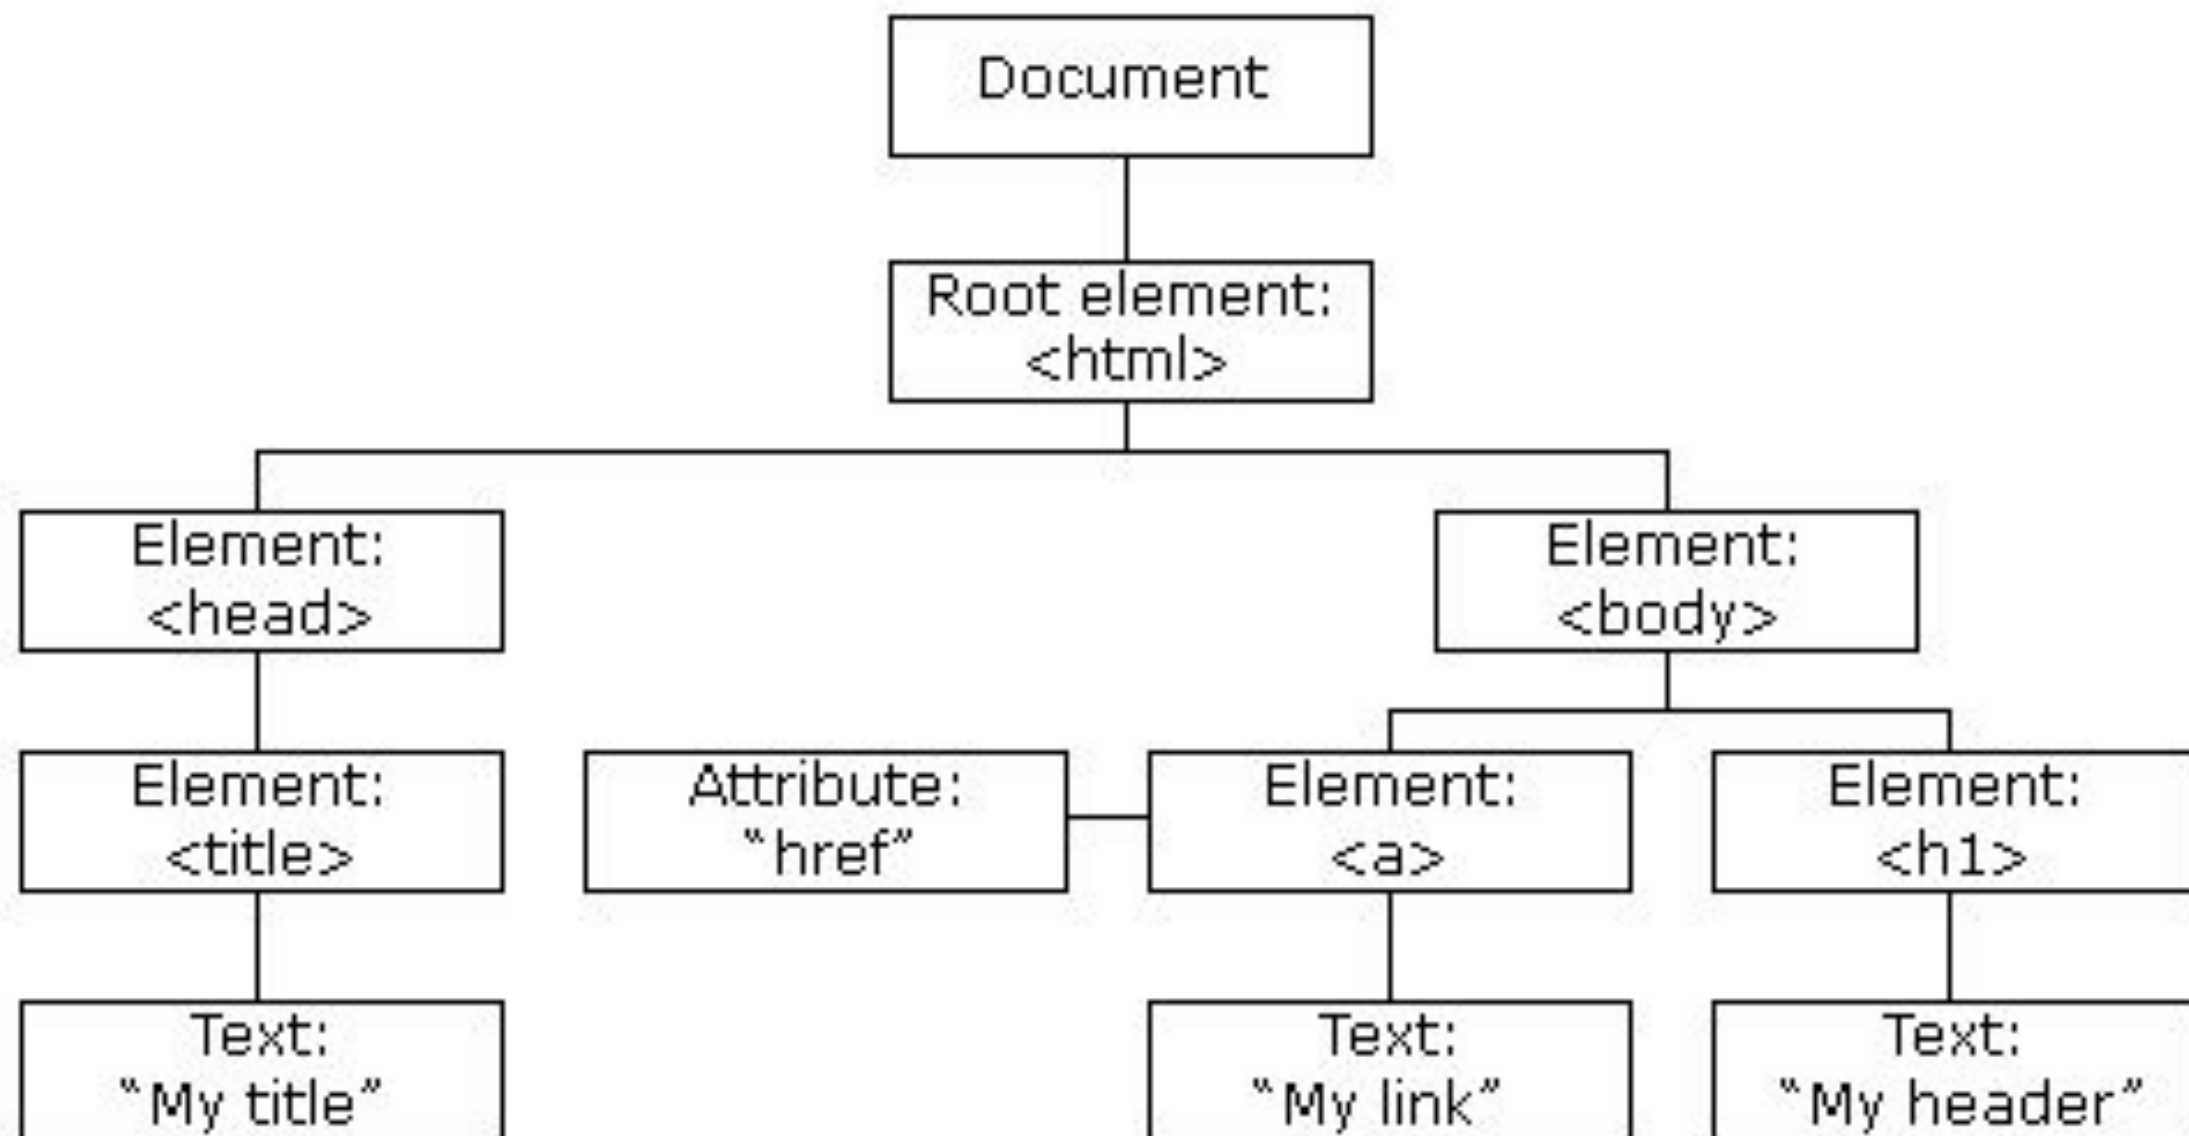 Document
Root element:
<html>
Element:
<head>
Element:
<body>
Element:
<title>
Attribute:
“href”
Element:
<a>
Element:
<h1>
Text:
“My title”
Text:
“My link”
Text:
“My header”